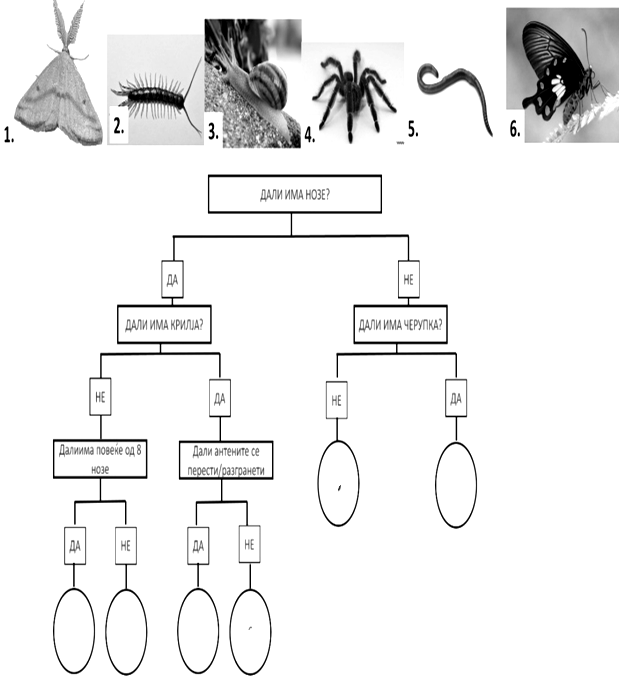 1.
2.
3.
4.
5.
6.
ДАЛИ ИМА НОЗЕ?
ДА
НЕ
ДАЛИ ИМА КРИЛЈА?
ДАЛИ ИМА ЧЕРУПКА?
НЕ
ДА
НЕ
ДА
Далиима повеќе од 8
нозе
Дали антените се
перести/разгранети
ДА
НЕ
ДА
НЕ